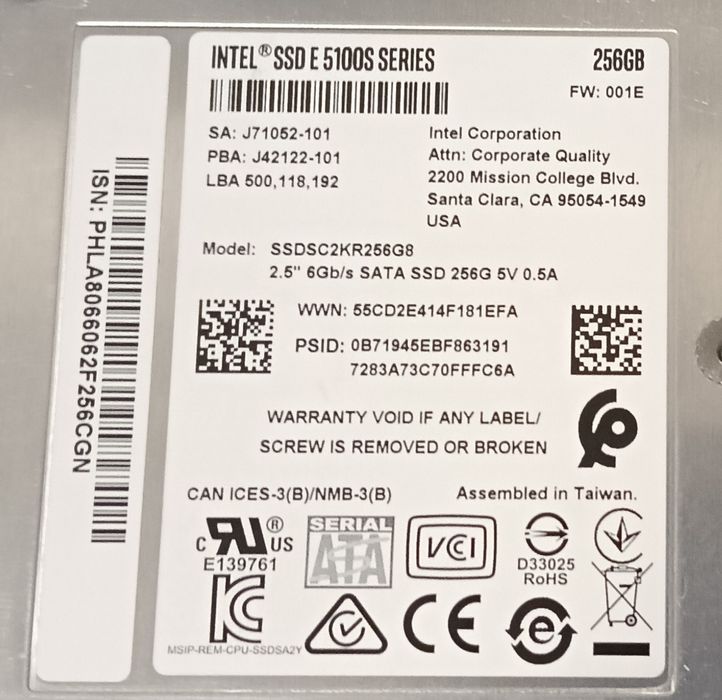 INTEL® SSD E 5100S SERIES
256GB
FW: 001E
SA: J71052-101
PBA: J42122-101
LBA 500,118,192
Intel Corporation
Attn: Corporate Quality
2200 Mission College Blvd.
Santa Clara, CA 95054-1549
USA
Model: SSDSC2KR256G8
2.5" 6Gb/s SATA SSD 256G 5V 0.5A
WWN: 55CD2E414F181EFA
PSID: 0B71945EBF863191
7283A73C70FFFC6A
WARRANTY VOID IF ANY LABEL/
SCREW IS REMOVED OR BROKEN
CAN ICES-3(B)/NMB-3(B)
Assembled in Taiwan.
C RU US ®
E139761
SERIAL
ATA
VCI
D33025
RoHS
KC
MSIP-REM-CPU-SSDSA2Y
CE
e
ISN: PHLA8066062F256CGN